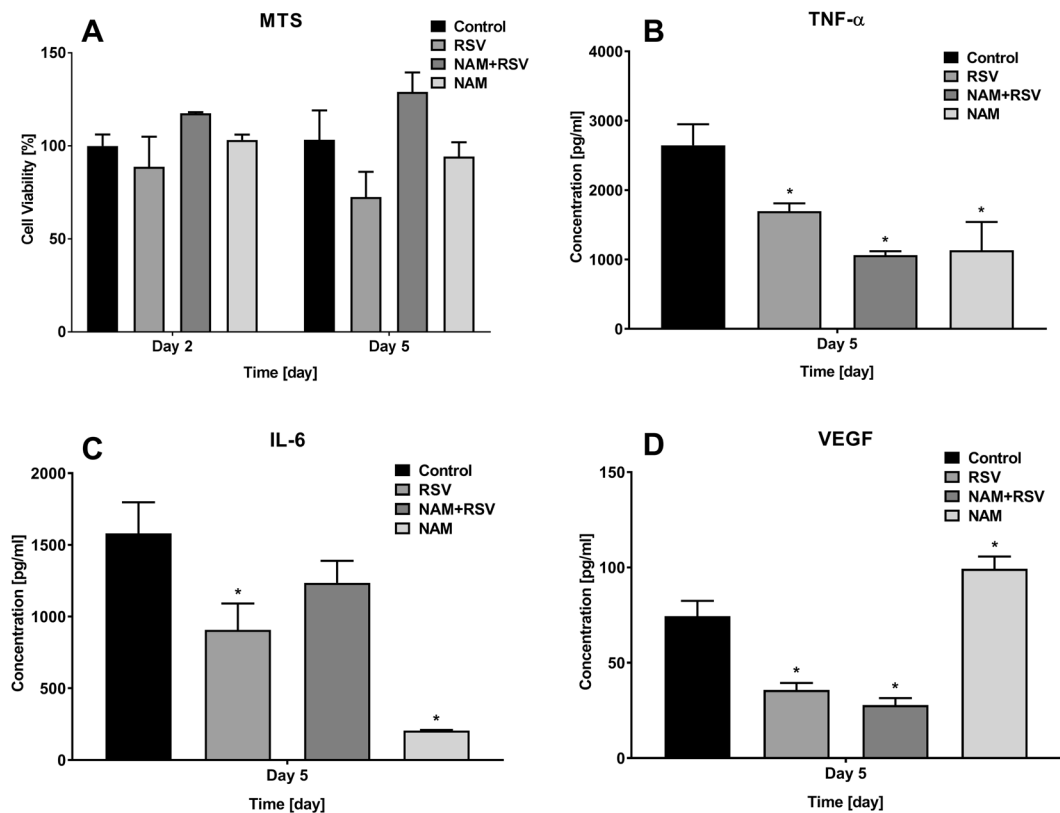 A
MTS
Control
RSV
NAM+RSV
NAM
Cell Viability [%]
150
100
50
0
Day 2
Day 5
Time [day]
B
TNF-α
Control
RSV
NAM+RSV
NAM
Concentration [pg/ml]
4000
3000
2000
1000
0
*
*
*
Day 5
Time [day]
C
IL-6
Control
RSV
NAM+RSV
NAM
Concentration [pg/ml]
2000
1500
1000
500
0
*
*
Day 5
Time [day]
D
VEGF
Control
RSV
NAM+RSV
NAM
Concentration [pg/ml]
150
100
50
0
*
*
*
Day 5
Time [day]